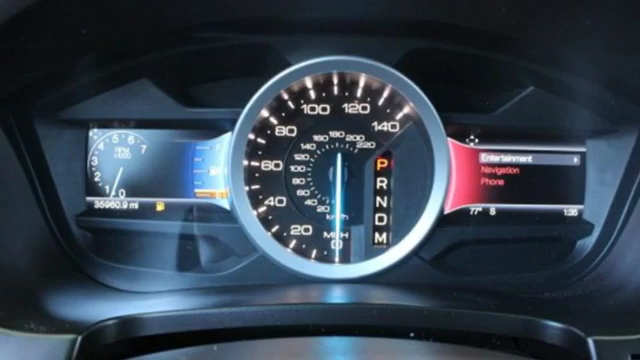 5 6 7
4
3
2
1
0
RPM
x1000
35960.9 mi
0 20 40 60 80 100 120 140
20 40 60 80 100 120 140 160 180 200 220
km/h
MPH
P
R
N
D
M
Entertainment
Navigation
Phone
77° S 1:35